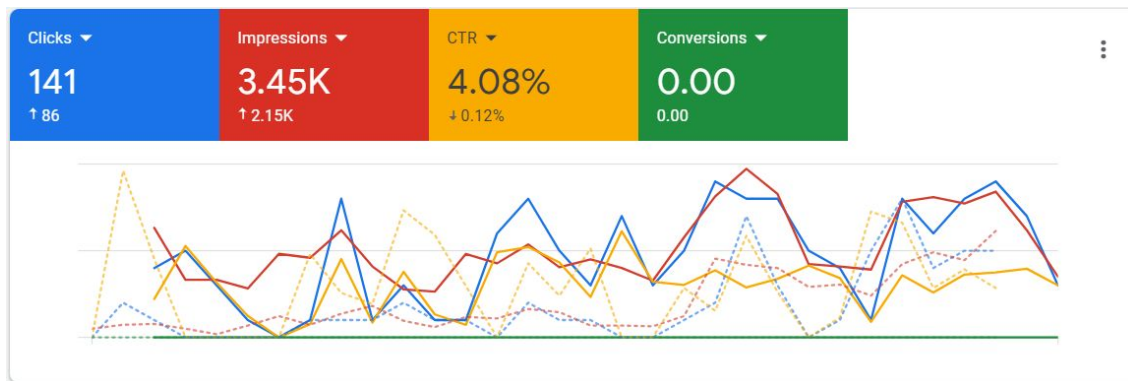 Clicks
141
↑ 86
Impressions
3.45K
↑ 2.15K
CTR
4.08%
↓ 0.12%
Conversions
0.00
0.00